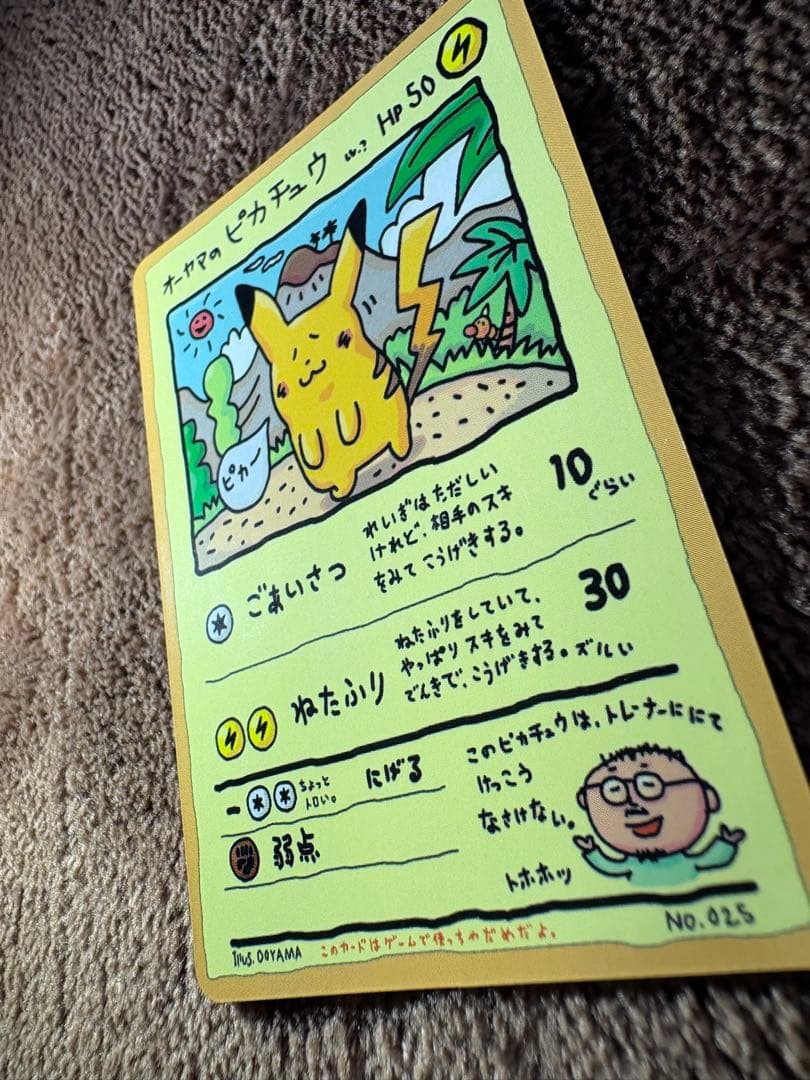 オーヤマの ピカチュウ Lv.? HP 50
ピカー
ごあいさつ
れいぎは ただしい
けれど、相手のスキ
をみて こうげきする。
10
ぐらい
ねたふり
ねたふりをしていて、
やっぱり スキをみて
でんきで、こうげきする。ズルい
30
ちょっと
トロい。
にげる
弱点
このピカチュウは、トレーナーににて
けっこう
なさけない。
トホホッ
Illus. OOYAMA このカードはゲームで使っちゃだめだよ。 NO. 025